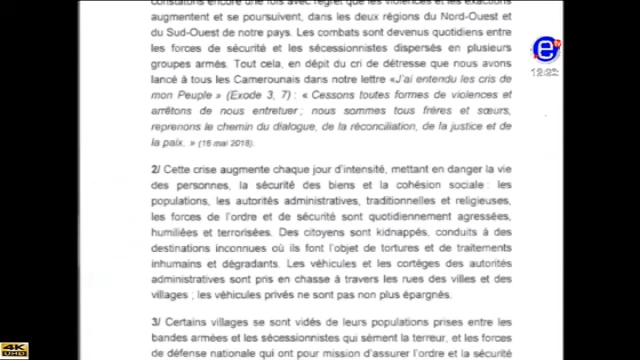 constatons encore une fois avec regret que les violences et les exactions
augmentent et se poursuivent, dans les deux régions du Nord-Ouest et
du Sud-Ouest de notre pays. Les combats sont devenus quotidiens entre
les forces de sécurité et les sécessionnistes dispersés en plusieurs
groupes armés. Tout cela, en dépit du cri de détresse que nous avons
lancé à tous les Camerounais dans notre lettre «J'ai entendu les cris de
mon Peuple » (Exode 3, 7) : « Cessons toutes formes de violences et
arrêtons de nous entretuer ; nous sommes tous frères et sœurs,
reprenons le chemin du dialogue, de la réconciliation, de la justice et de
la paix. » (16 mai 2018).
2/ Cette crise augmente chaque jour d'intensité, mettant en danger la vie
des personnes, la sécurité des biens et la cohésion sociale : les
populations, les autorités administratives, traditionnelles et religieuses,
les forces de l'ordre et de sécurité sont quotidiennement agressées,
humiliées et terrorisées. Des citoyens sont kidnappés, conduits à des
destinations inconnues où ils font l'objet de tortures et de traitements
inhumains et dégradants. Les véhicules et les cortèges des autorités
administratives sont pris en chasse à travers les rues des villes et des
villages ; les véhicules privés ne sont pas non plus épargnés.
3/ Certains villages se sont vidés de leurs populations prises entre les
bandes armées et les sécessionnistes qui sèment la terreur, et les forces
de défense nationale qui ont pour mission d'assurer l'ordre et la sécurité
e
4K
UHD